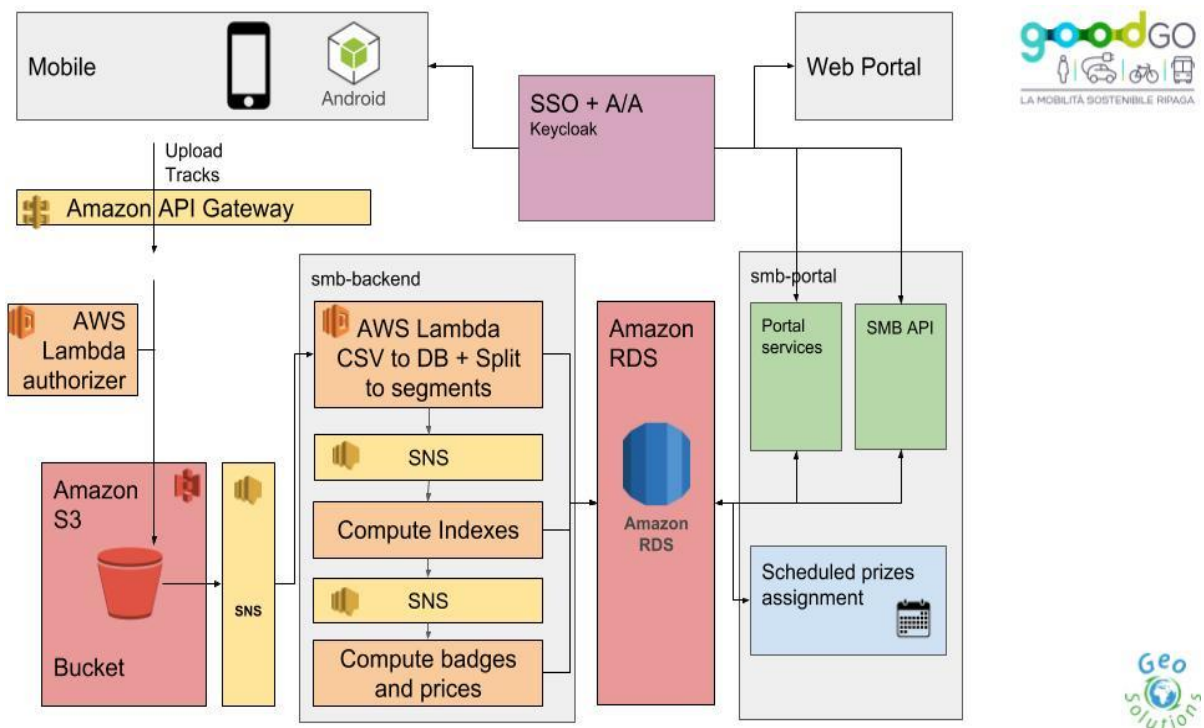 Mobile
Android
SSO + A/A
Keycloak
Web Portal
goodGO
LA MOBILITÀ SOSTENIBILE RIPAGA
Upload
Tracks
Amazon API Gateway
AWS
Lambda
authorizer
Amazon
S3
Bucket
SNS
smb-backend
AWS Lambda
CSV to DB + Split
to segments
SNS
Compute Indexes
SNS
Compute badges
and prices
Amazon
RDS
Amazon
RDS
smb-portal
Portal
services
SMB API
Scheduled prizes
assignment
Geo
Solutions